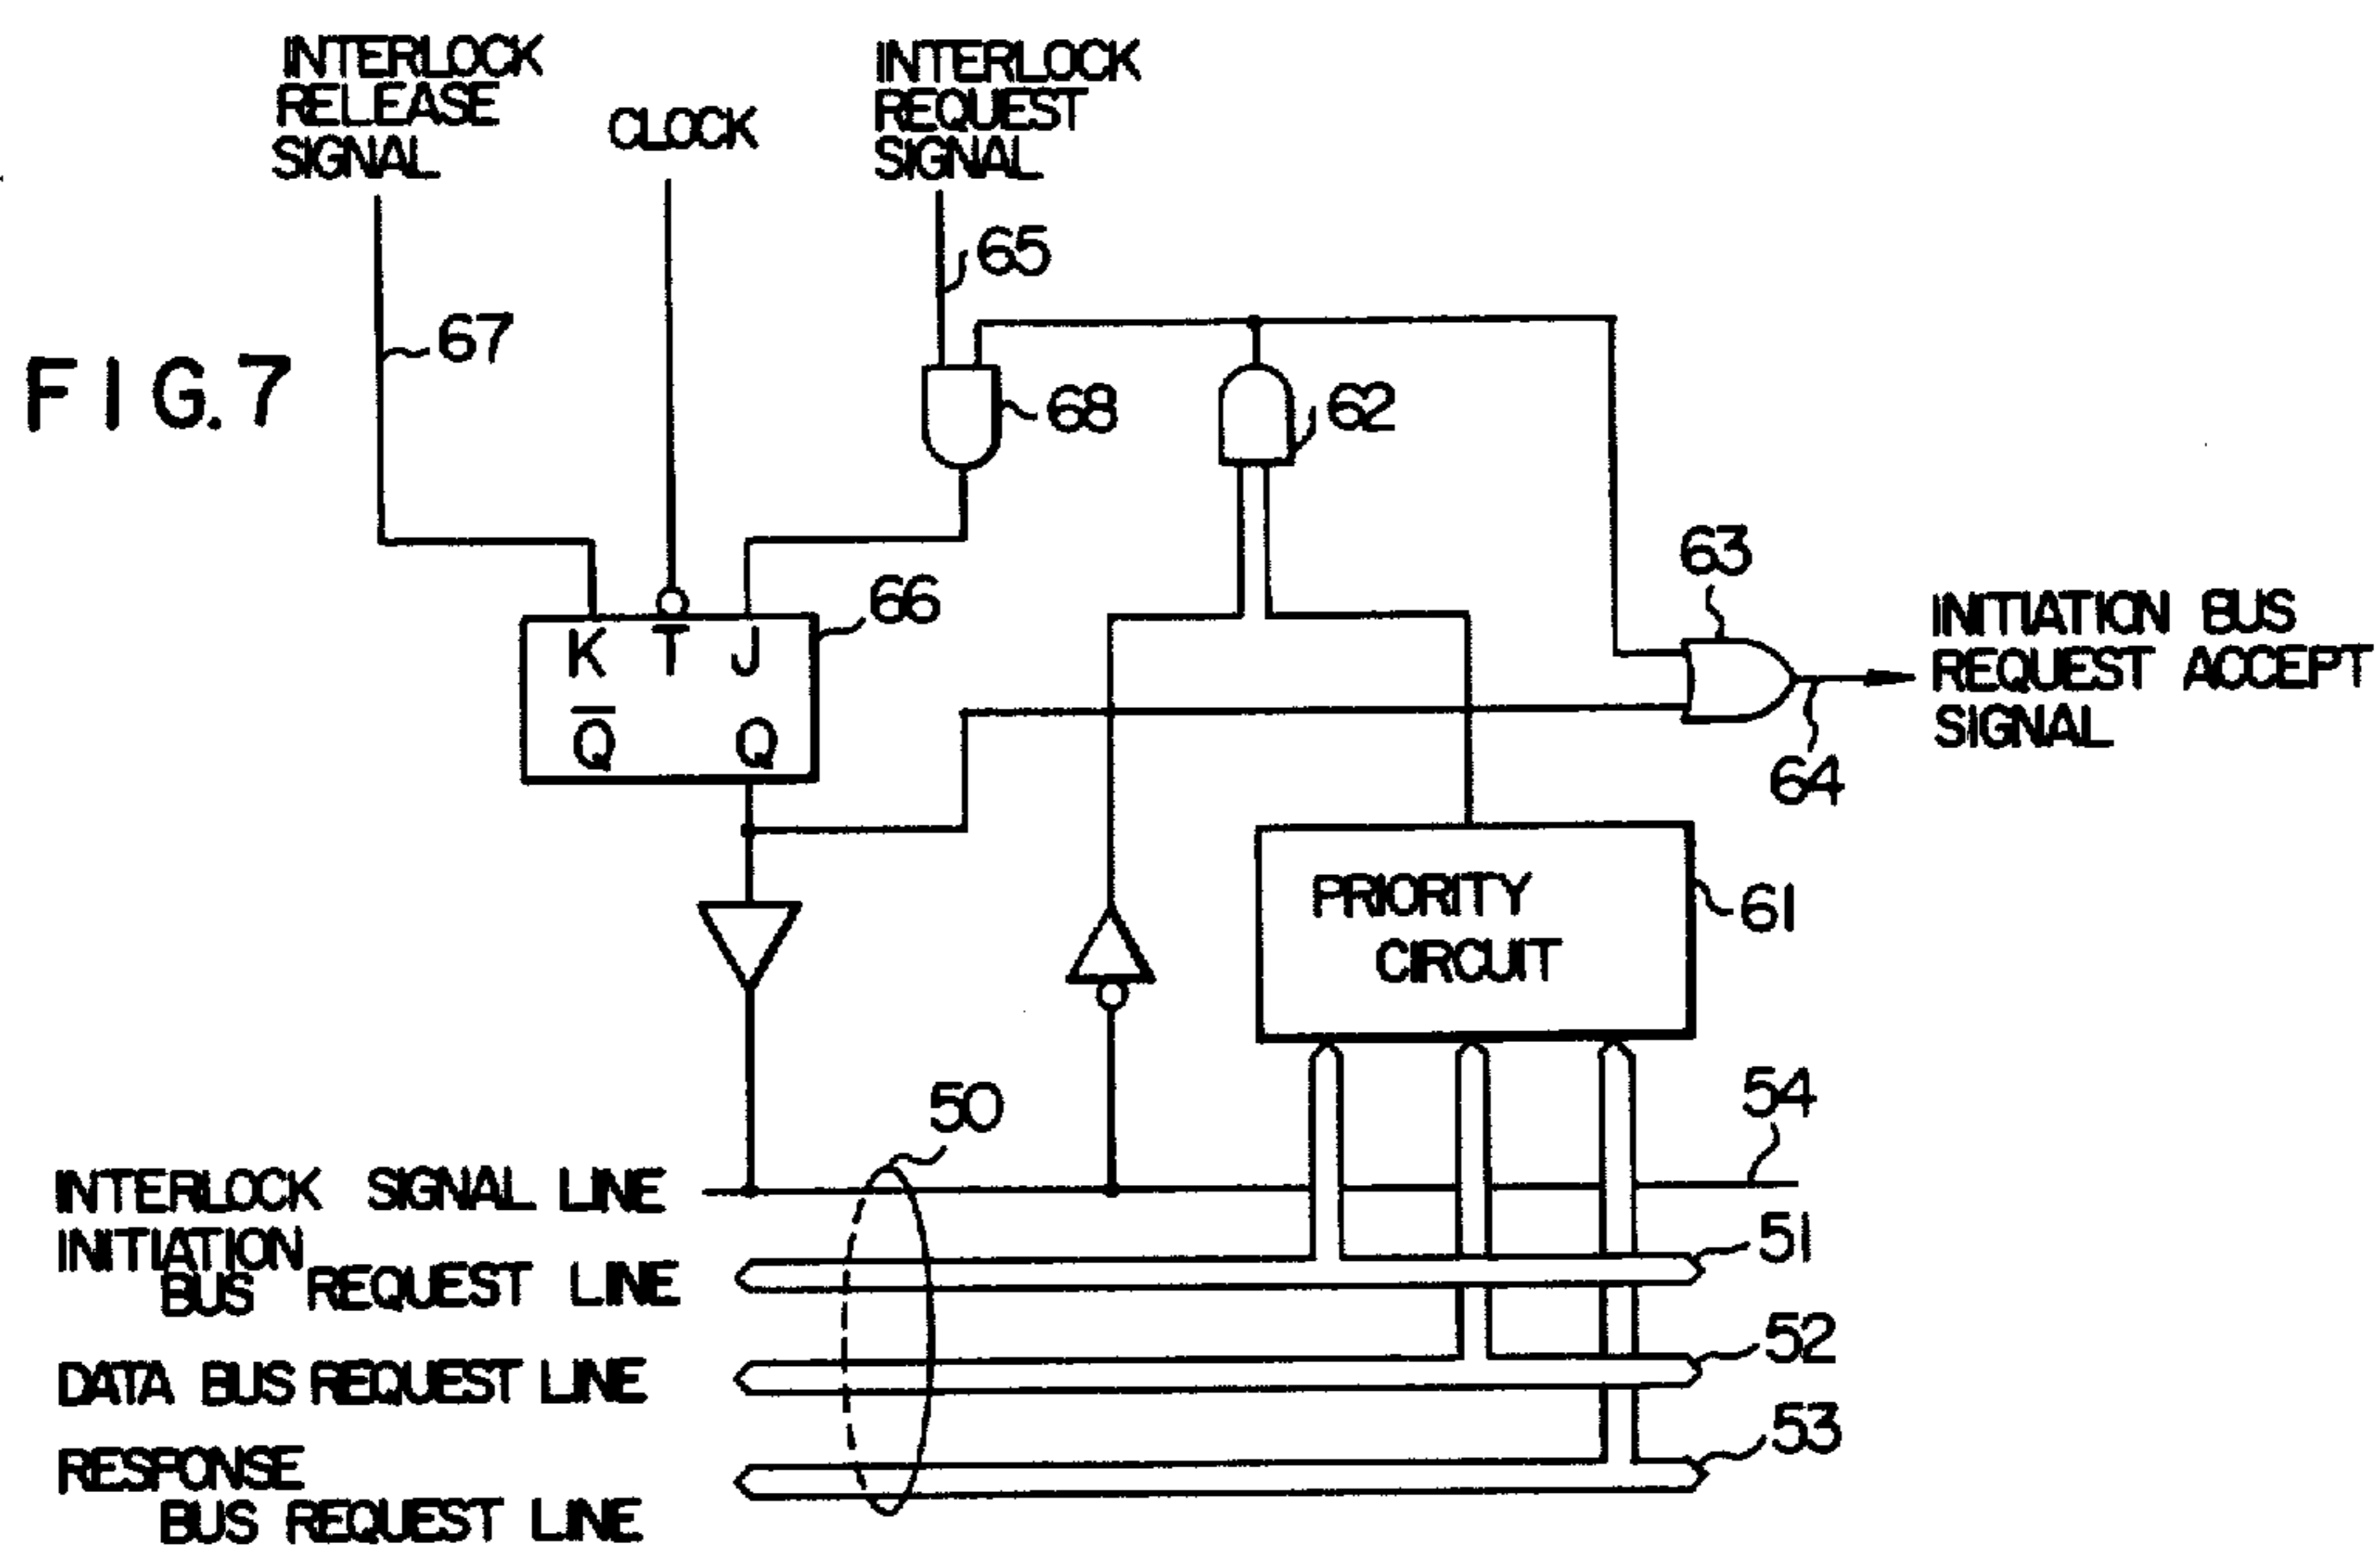 INTERLOCK
RELEASE
SIGNAL
CLOCK
INTERLOCK
REQUEST
SIGNAL
65
67
FIG. 7
68
62
63
66
K T J
Q̅ Q
INITIATION BUS
REQUEST ACCEPT
SIGNAL
64
PRIORITY
CIRCUIT
61
50
54
INTERLOCK SIGNAL LINE
51
INITIATION
BUS REQUEST LINE
52
DATA BUS REQUEST LINE
53
RESPONSE
BUS REQUEST LINE